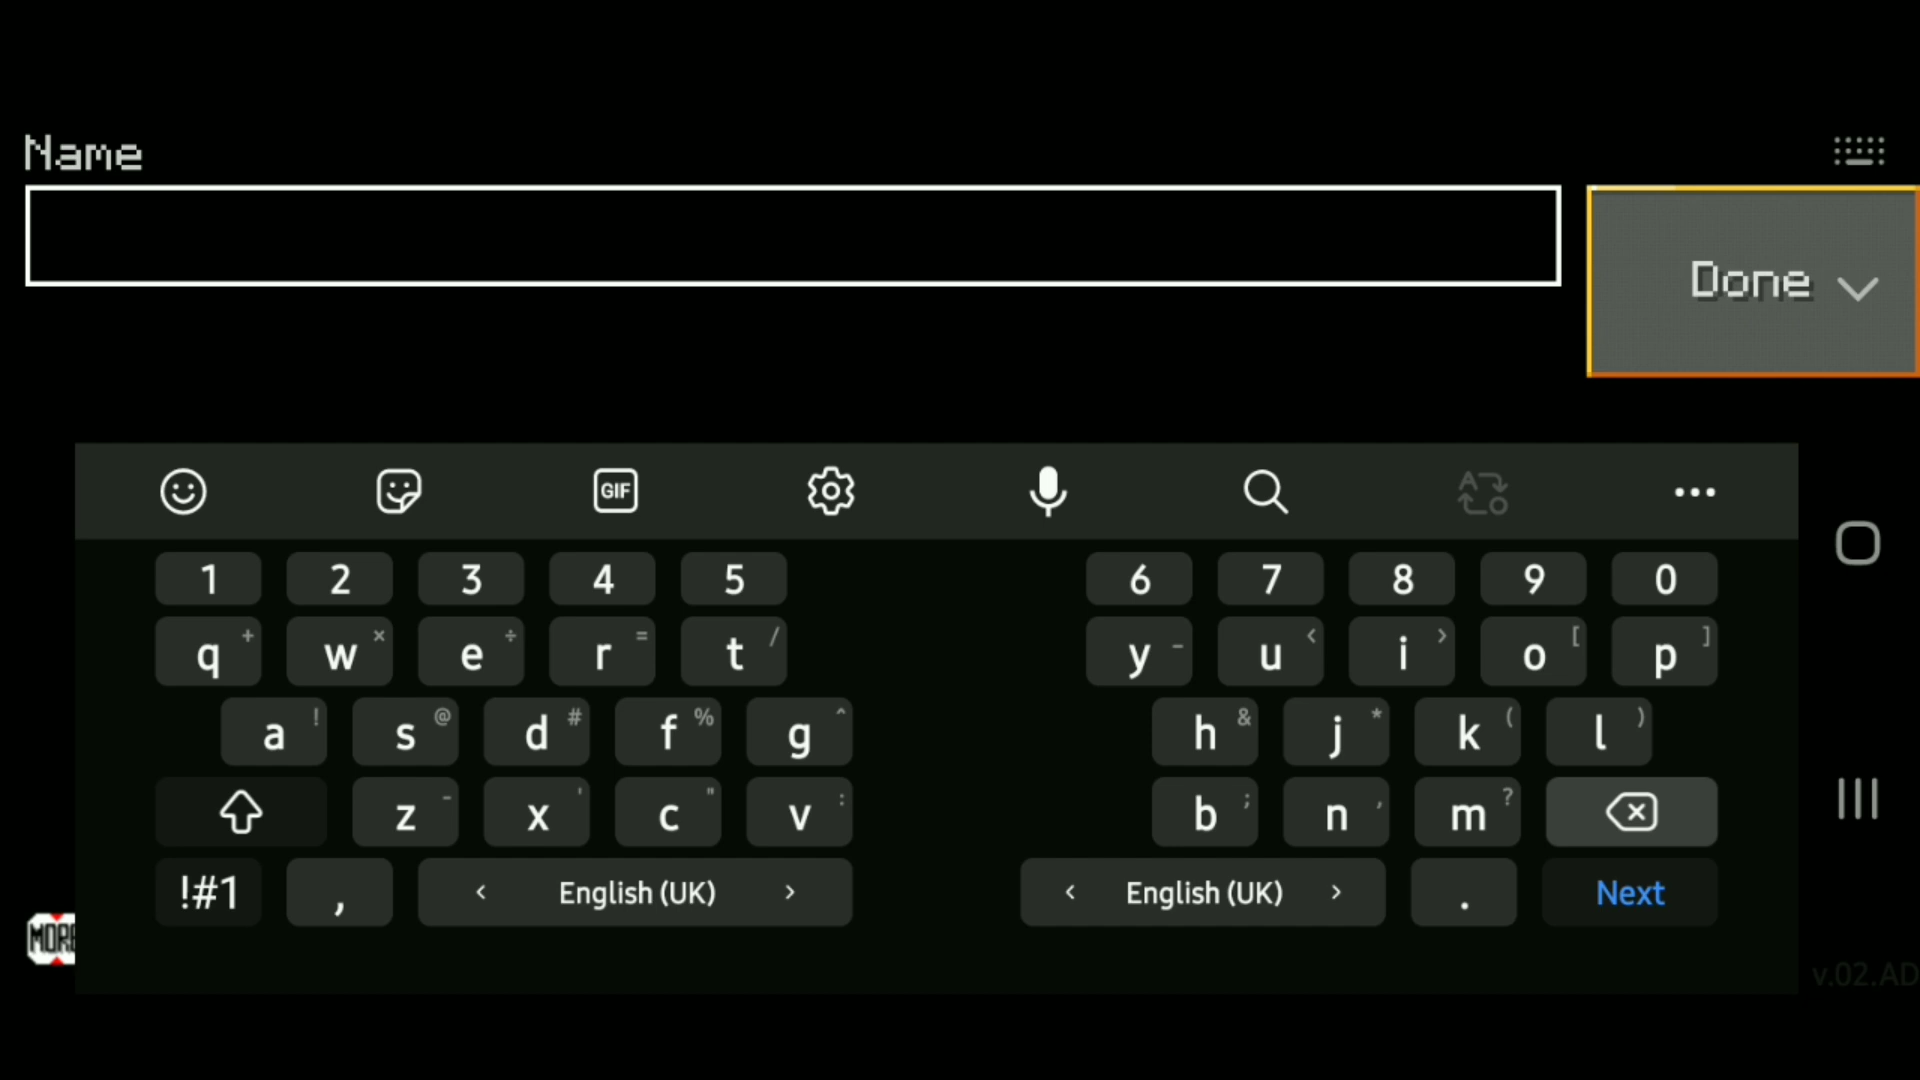 Name
Done
GIF
1 2 3 4 5 6 7 8 9 0
q + w × e ÷ r = t / y - u < i > o [ p ]
a ! s @ d # f % g ^ h & j * k ( l )
z - x ' c " v : b ; n , m ?
!#1 , < English (UK) > < English (UK) > . Next
MORE
v.02.AD